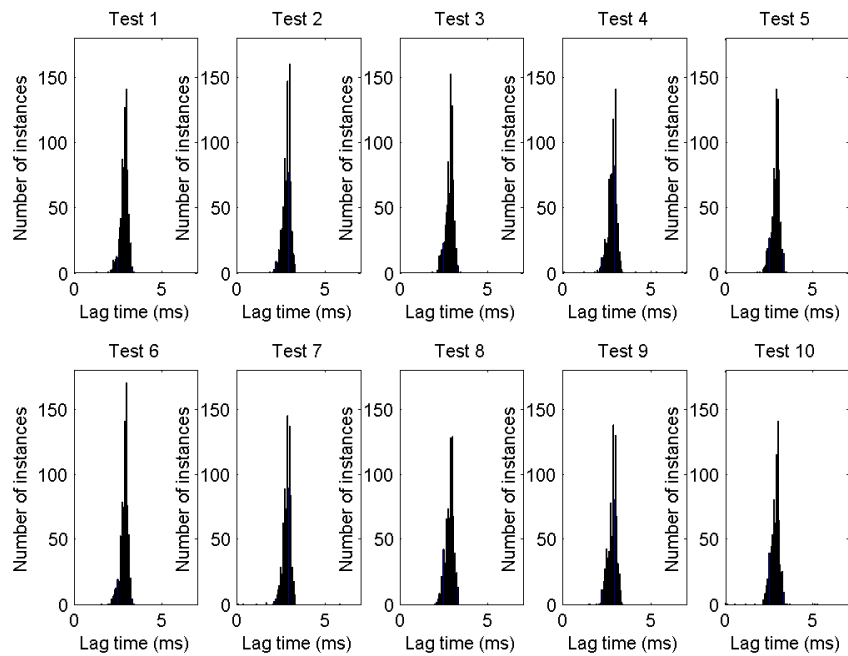 Test 1 Test 2 Test 3 Test 4 Test 5
Number of instances Number of instances Number of instances Number of instances Number of instances
150 150 150 150 150
100 100 100 100 100
50 50 50 50 50
0 0 0 0 0
0 5 0 5 0 5 0 5 0 5
Lag time (ms) Lag time (ms) Lag time (ms) Lag time (ms) Lag time (ms)
Test 6 Test 7 Test 8 Test 9 Test 10
Number of instances Number of instances Number of instances Number of instances Number of instances
150 150 150 150 150
100 100 100 100 100
50 50 50 50 50
0 0 0 0 0
0 5 0 5 0 5 0 5 0 5
Lag time (ms) Lag time (ms) Lag time (ms) Lag time (ms) Lag time (ms)